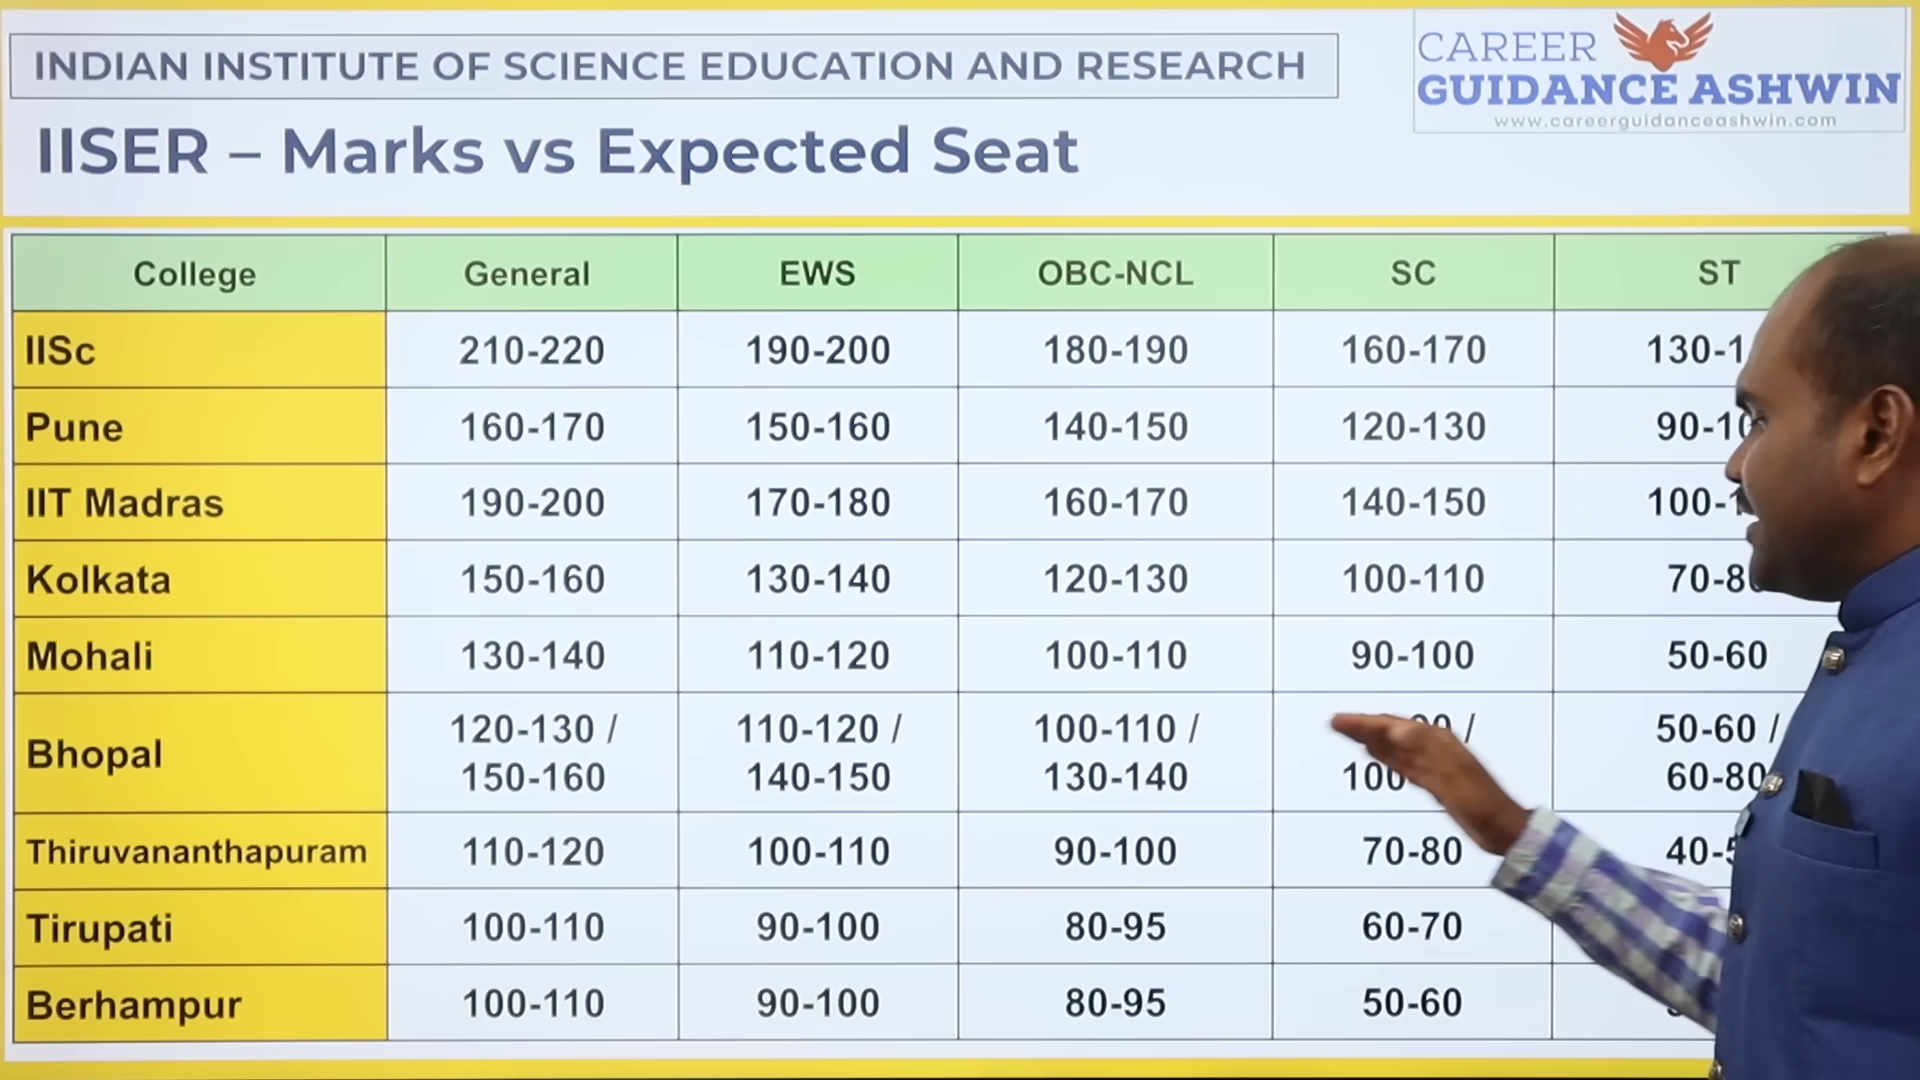 INDIAN INSTITUTE OF SCIENCE EDUCATION AND RESEARCH
CAREER
GUIDANCE ASHWIN
www.careerguidanceashwin.com
IISER – Marks vs Expected Seat
College General EWS OBC-NCL SC ST
IISc 210-220 190-200 180-190 160-170
Pune 160-170 150-160 140-150 120-130
IIT Madras 190-200 170-180 160-170 140-150
Kolkata 150-160 130-140 120-130 100-110
Mohali 130-140 110-120 100-110 90-100 50-60
Bhopal 120-130 / 110-120 / 100-110 / 50-60 /
150-160 140-150 130-140 60-80
Thiruvananthapuram 110-120 100-110 90-100 70-80
Tirupati 100-110 90-100 80-95 60-70
Berhampur 100-110 90-100 80-95 50-60